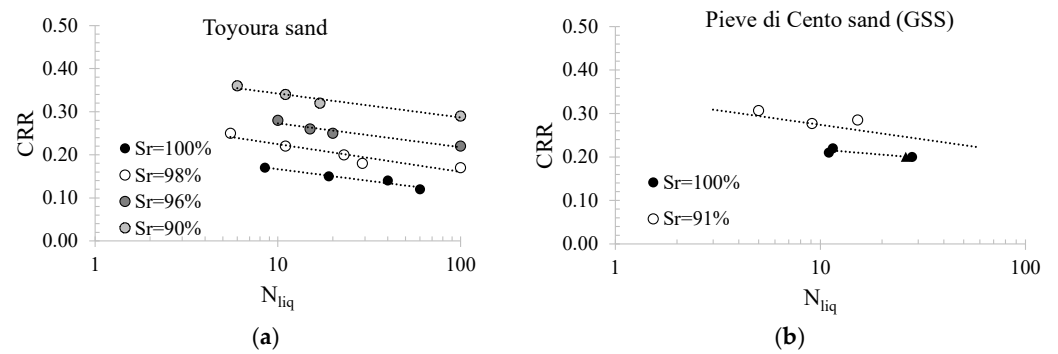 Toyoura sand
0.50
0.40
0.30
0.20
0.10
0.00
CRR
Sr=100%
Sr=98%
Sr=96%
Sr=90%
1
10
100
Nliq
(a)
Pieve di Cento sand (GSS)
0.50
0.40
0.30
0.20
0.10
0.00
CRR
Sr=100%
Sr=91%
1
10
100
Nliq
(b)